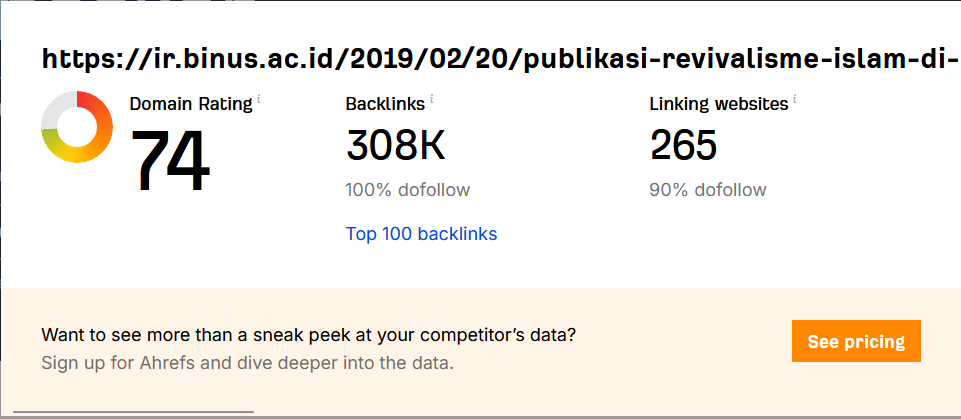 https://ir.binus.ac.id/2019/02/20/publikasi-revivalisme-islam-di-
Domain Rating i
Backlinks i
Linking websites i
74
308K
265
100% dofollow
90% dofollow
Top 100 backlinks
Want to see more than a sneak peek at your competitor’s data?
Sign up for Ahrefs and dive deeper into the data.
See pricing